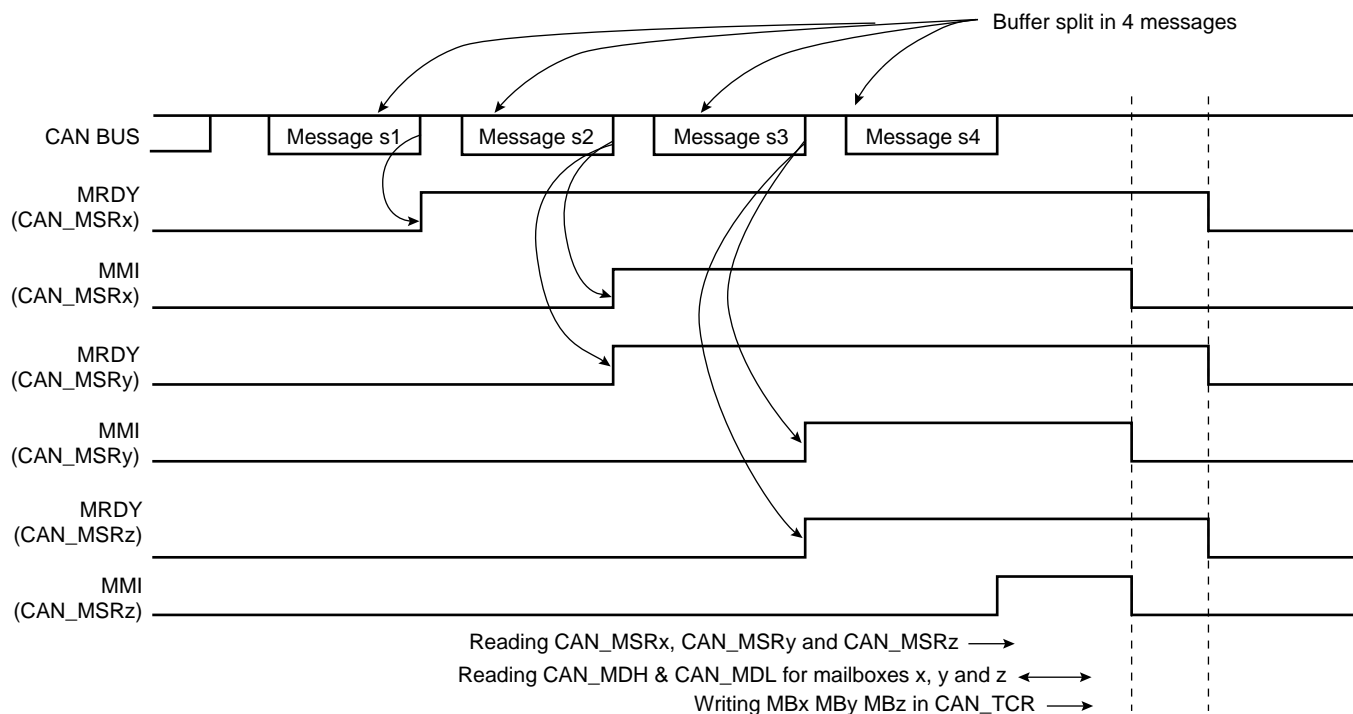 Buffer split in 4 messages
CAN BUS
Message s1
Message s2
Message s3
Message s4
MRDY
(CAN_MSRx)
MMI
(CAN_MSRx)
MRDY
(CAN_MSRy)
MMI
(CAN_MSRy)
MRDY
(CAN_MSRz)
MMI
(CAN_MSRz)
Reading CAN_MSRx, CAN_MSRy and CAN_MSRz
Reading CAN_MDH & CAN_MDL for mailboxes x, y and z
Writing MBx MBy MBz in CAN_TCR